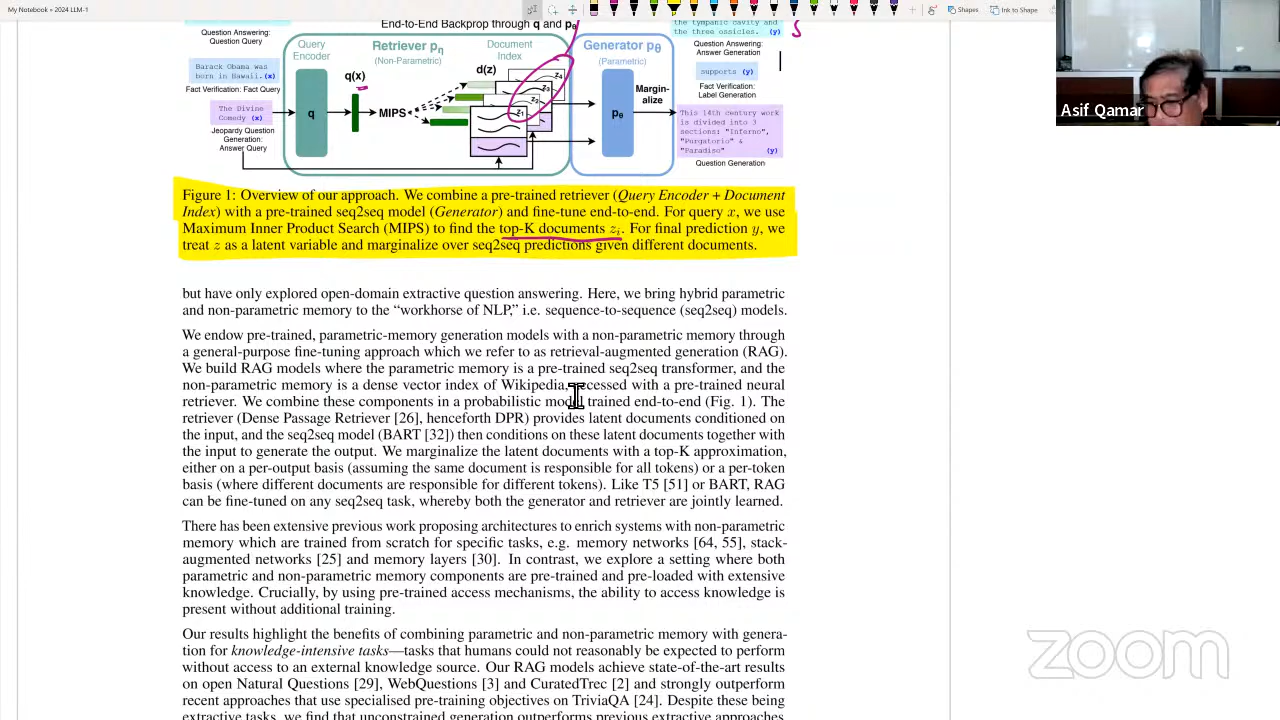 My Notebook » 2024 LLM-1
Shapes
Ink to Shape
End-to-End Backprop through q and pθ
the tympanic cavity and
the three ossicles. (y)
Question Answering:
Question Query
Barack Obama was
born in Hawaii.(x)
Fact Verification: Fact Query
The Divine
Comedy (x)
Jeopardy Question
Generation:
Answer Query
Query
Encoder
q
q(x)
Retriever pη
(Non-Parametric)
MIPS
Document
Index
d(z)
z4
z3
z2
z1
Generator pθ
(Parametric)
pθ
Margin-
alize
Question Answering:
Answer Generation
supports (y)
Fact Verification:
Label Generation
This 14th century work
is divided into 3
sections: "Inferno",
"Purgatorio" &
"Paradiso" (y)
Question Generation
Asif Qamar
Figure 1: Overview of our approach. We combine a pre-trained retriever (Query Encoder + Document
Index) with a pre-trained seq2seq model (Generator) and fine-tune end-to-end. For query x, we use
Maximum Inner Product Search (MIPS) to find the top-K documents zi. For final prediction y, we
treat z as a latent variable and marginalize over seq2seq predictions given different documents.
but have only explored open-domain extractive question answering. Here, we bring hybrid parametric
and non-parametric memory to the “workhorse of NLP,” i.e. sequence-to-sequence (seq2seq) models.
We endow pre-trained, parametric-memory generation models with a non-parametric memory through
a general-purpose fine-tuning approach which we refer to as retrieval-augmented generation (RAG).
We build RAG models where the parametric memory is a pre-trained seq2seq transformer, and the
non-parametric memory is a dense vector index of Wikipedia, accessed with a pre-trained neural
retriever. We combine these components in a probabilistic model trained end-to-end (Fig. 1). The
retriever (Dense Passage Retriever [26], henceforth DPR) provides latent documents conditioned on
the input, and the seq2seq model (BART [32]) then conditions on these latent documents together with
the input to generate the output. We marginalize the latent documents with a top-K approximation,
either on a per-output basis (assuming the same document is responsible for all tokens) or a per-token
basis (where different documents are responsible for different tokens). Like T5 [51] or BART, RAG
can be fine-tuned on any seq2seq task, whereby both the generator and retriever are jointly learned.
There has been extensive previous work proposing architectures to enrich systems with non-parametric
memory which are trained from scratch for specific tasks, e.g. memory networks [64, 55], stack-
augmented networks [25] and memory layers [30]. In contrast, we explore a setting where both
parametric and non-parametric memory components are pre-trained and pre-loaded with extensive
knowledge. Crucially, by using pre-trained access mechanisms, the ability to access knowledge is
present without additional training.
Our results highlight the benefits of combining parametric and non-parametric memory with genera-
tion for knowledge-intensive tasks—tasks that humans could not reasonably be expected to perform
without access to an external knowledge source. Our RAG models achieve state-of-the-art results
on open Natural Questions [29], WebQuestions [3] and CuratedTrec [2] and strongly outperform
recent approaches that use specialised pre-training objectives on TriviaQA [24]. Despite these being
extractive tasks, we find that unconstrained generation outperforms previous extractive approaches
zoom